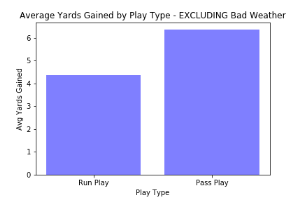 Average Yards Gained by Play Type - EXCLUDING Bad Weather
6
5
4
3
2
1
0
Avg Yards Gained
Run Play
Pass Play
Play Type